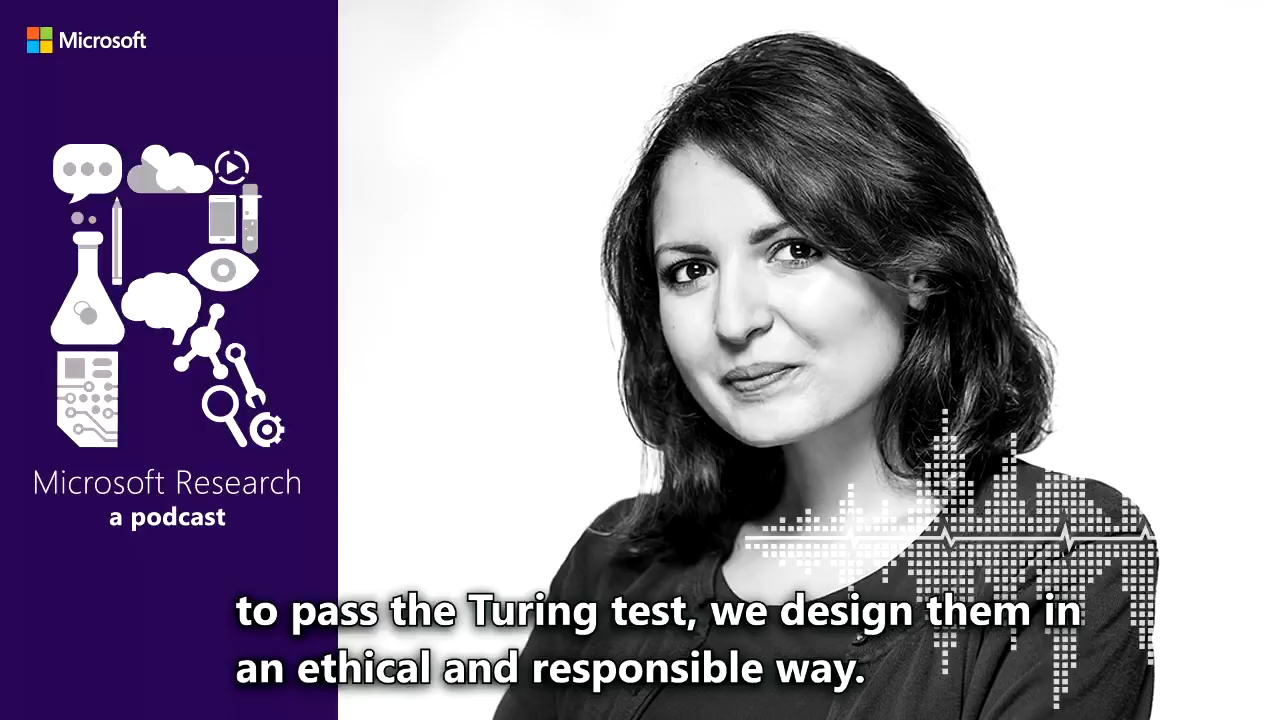 Microsoft
Microsoft Research
a podcast
to pass the Turing test, we design them in
an ethical and responsible way.